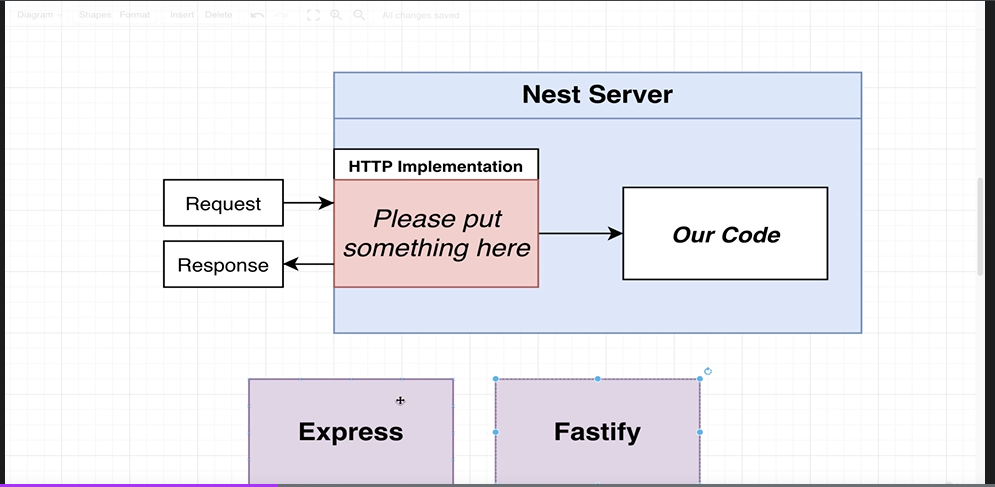 Diagram Shapes Format Insert Delete All changes saved
Nest Server
HTTP Implementation
Request
Please put
something here
Our Code
Response
Express
Fastify